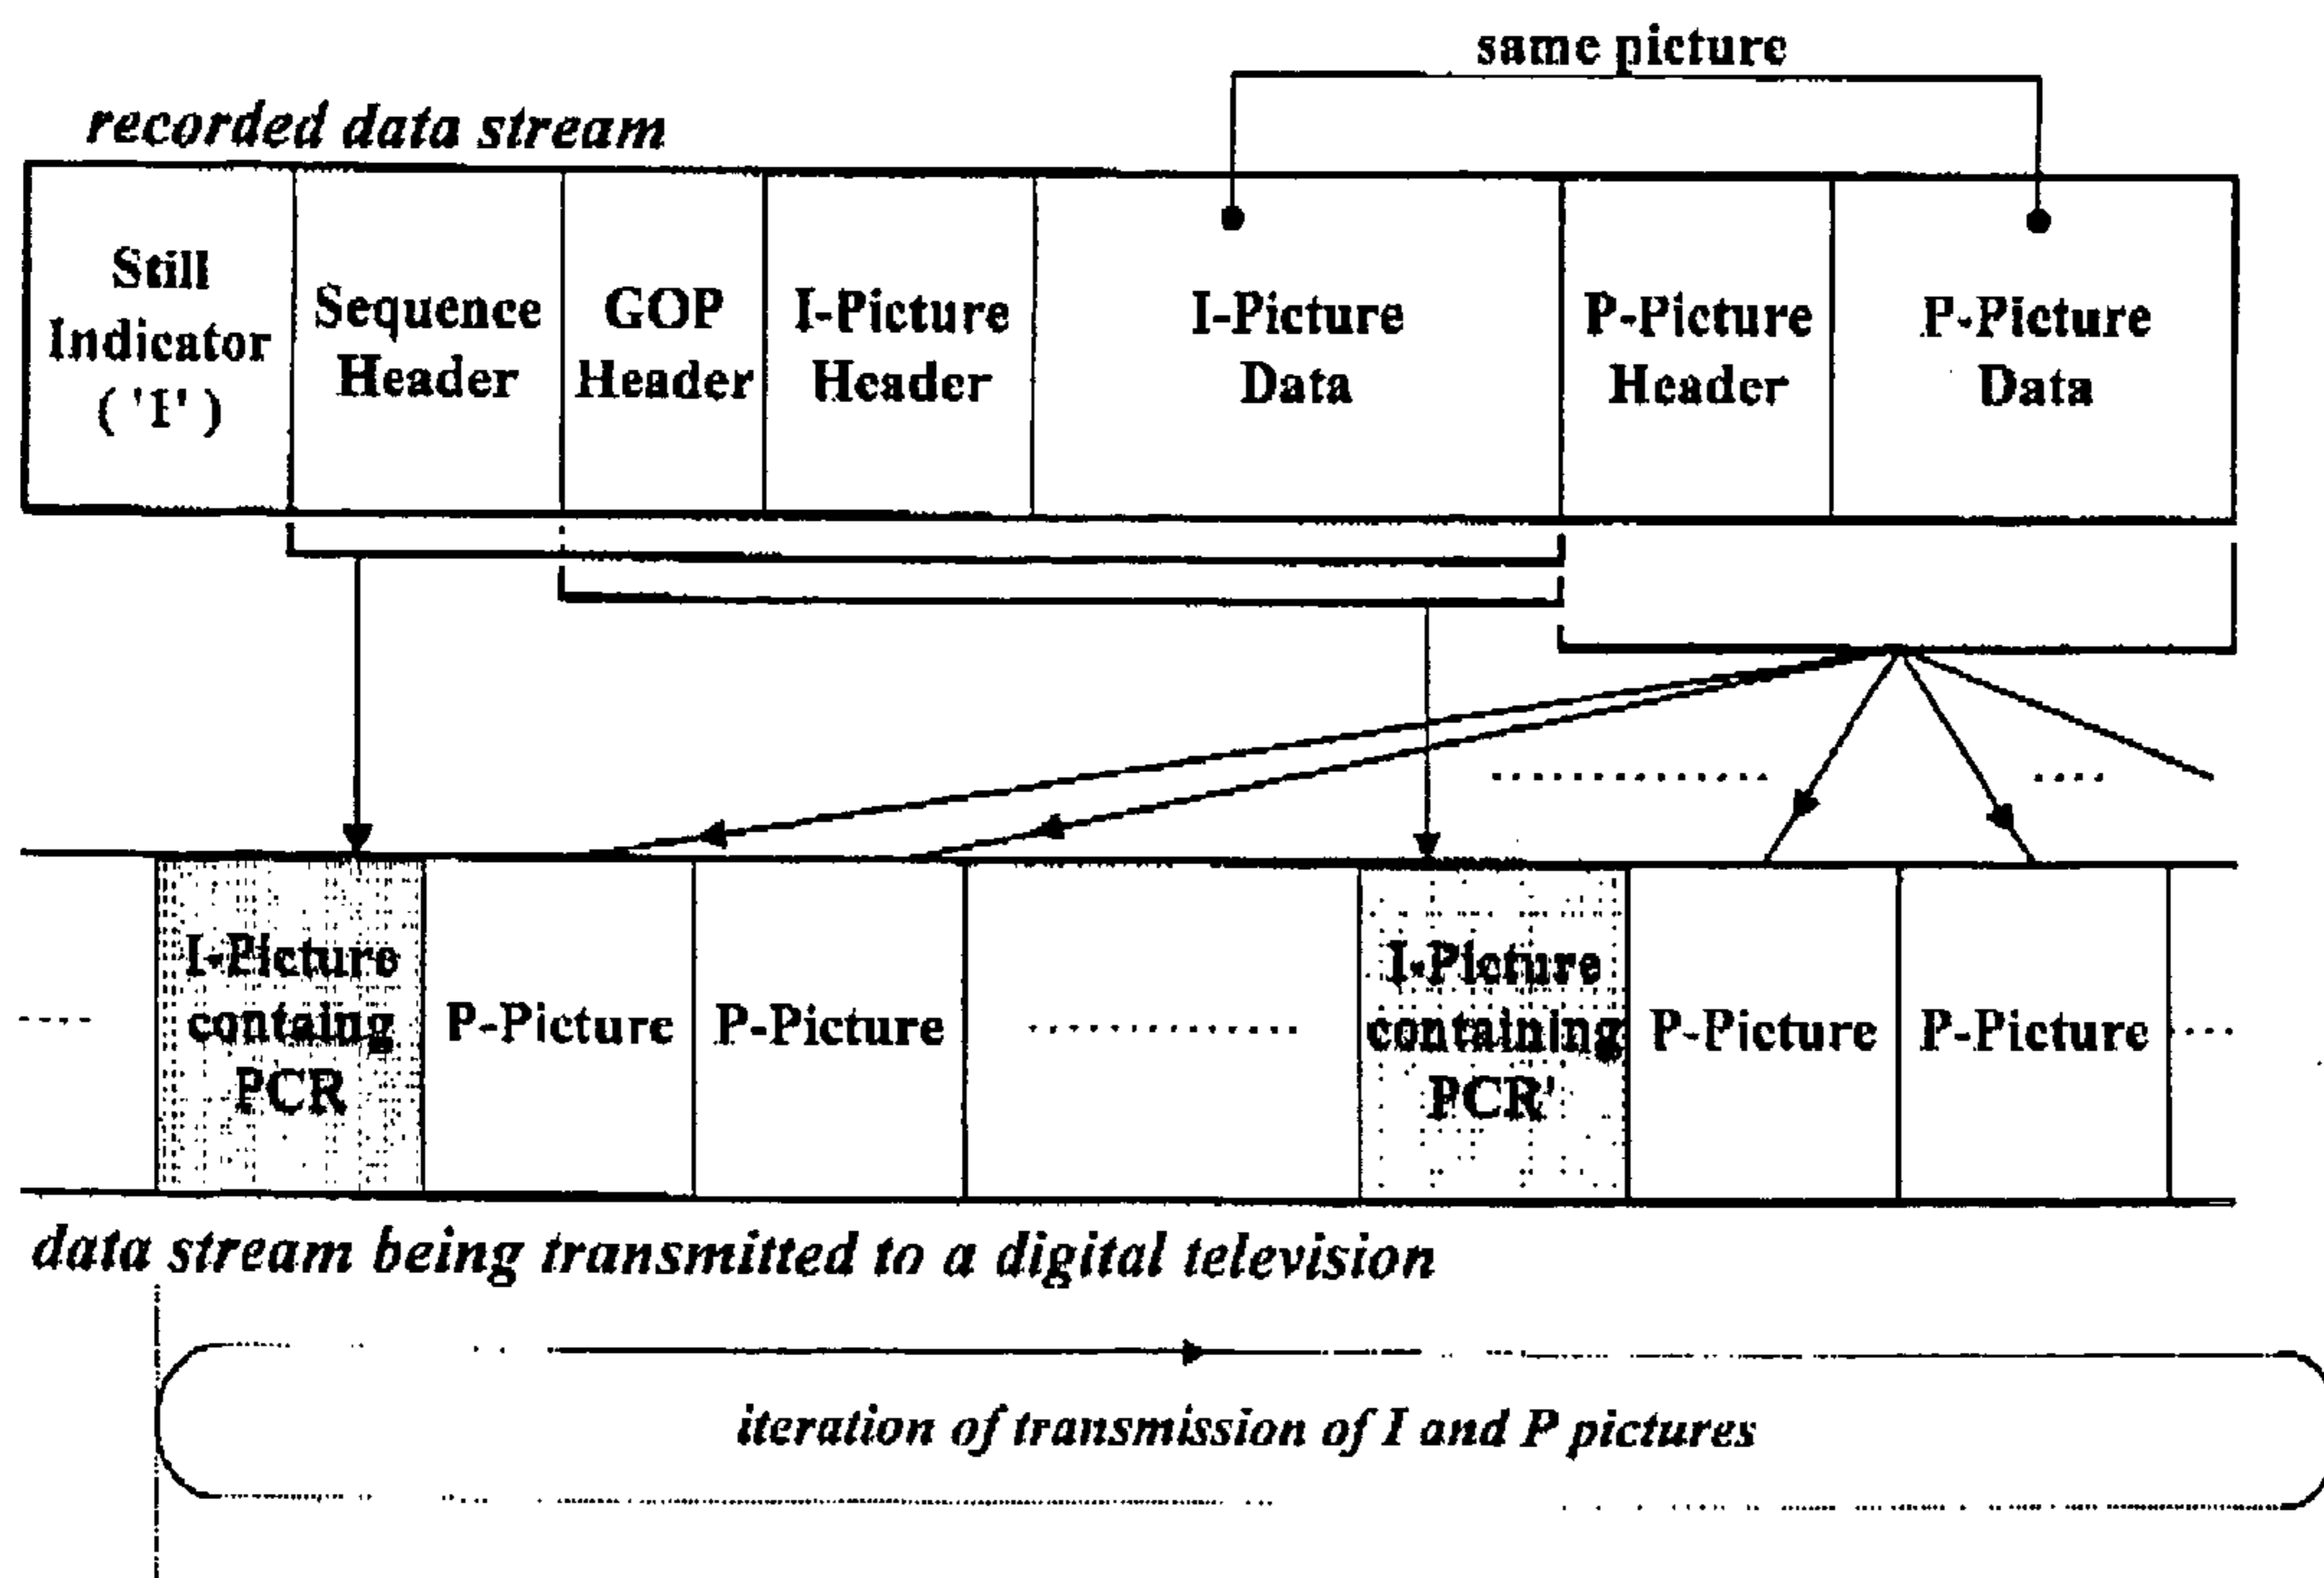 same picture
recorded data stream
Still
Indicator
( '1' )
Sequence
Header
GOP
Header
I-Picture
Header
I-Picture
Data
P-Picture
Header
P-Picture
Data
I-Picture
containg
PCR
P-Picture
P-Picture
I-Picture
containing
PCR'
P-Picture
P-Picture
data stream being transmitted to a digital television
iteration of transmission of I and P pictures